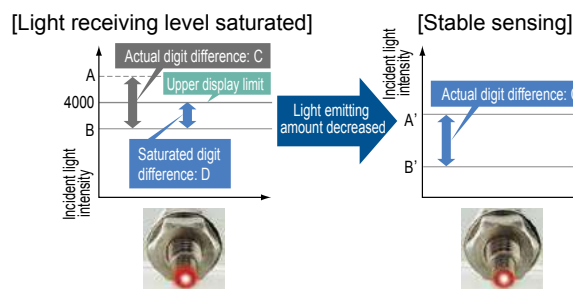 [Light receiving level saturated]
Actual digit difference: C
A
Upper display limit
4000
B
Saturated digit
difference: D
Incident light
intensity
Light emitting
amount decreased
[Stable sensing]
Incident light
intensity
Actual digit difference:
A'
B'